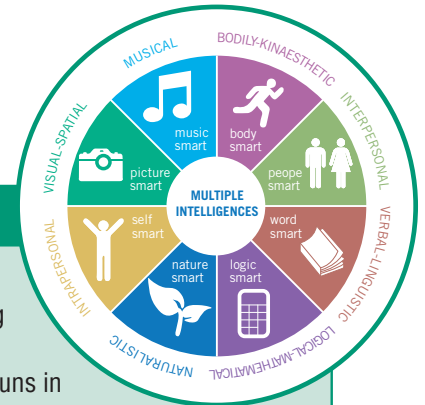 MUSICAL
BODILY-KINAESTHETIC
INTERPERSONAL
VERBAL-LINGUISTIC
LOGICAL-MATHEMATICAL
NATURALISTIC
INTRAPERSONAL
VISUAL-SPATIAL
music
smart
body
smart
peope
smart
word
smart
logic
smart
nature
smart
self
smart
picture
smart
MULTIPLE
INTELLIGENCES
uns in